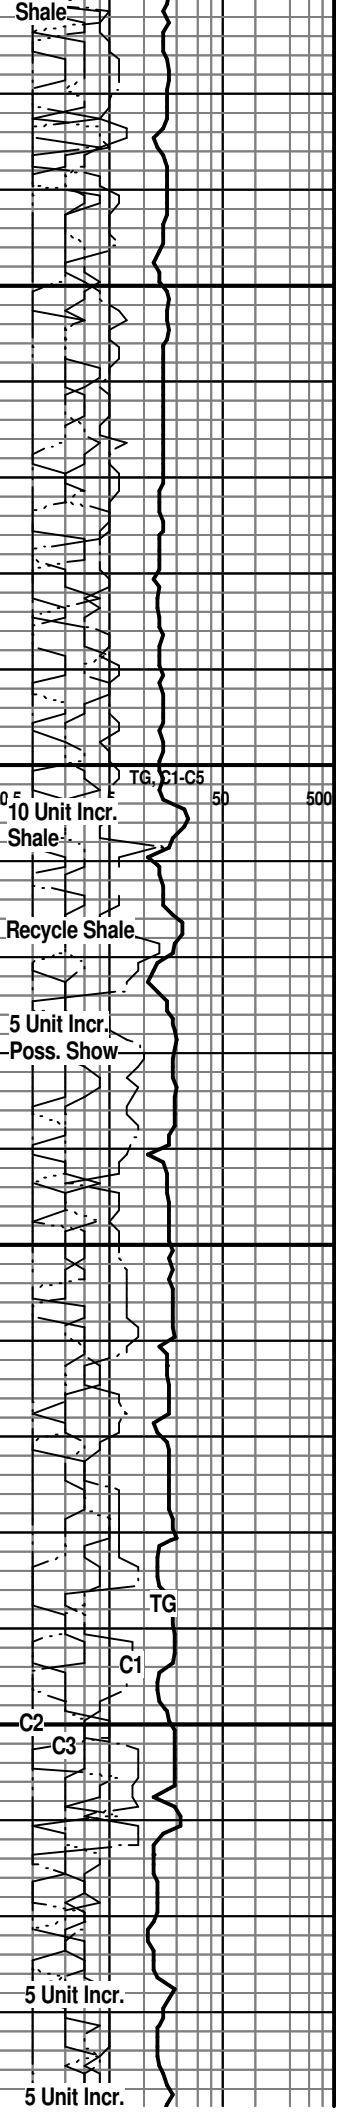 Shale
TG, C1-C5
0.5 5 50 500
10 Unit Incr.
Shale
Recycle Shale
5 Unit Incr.
Poss. Show
TG
C1
C2
C3
5 Unit Incr.
5 Unit Incr.